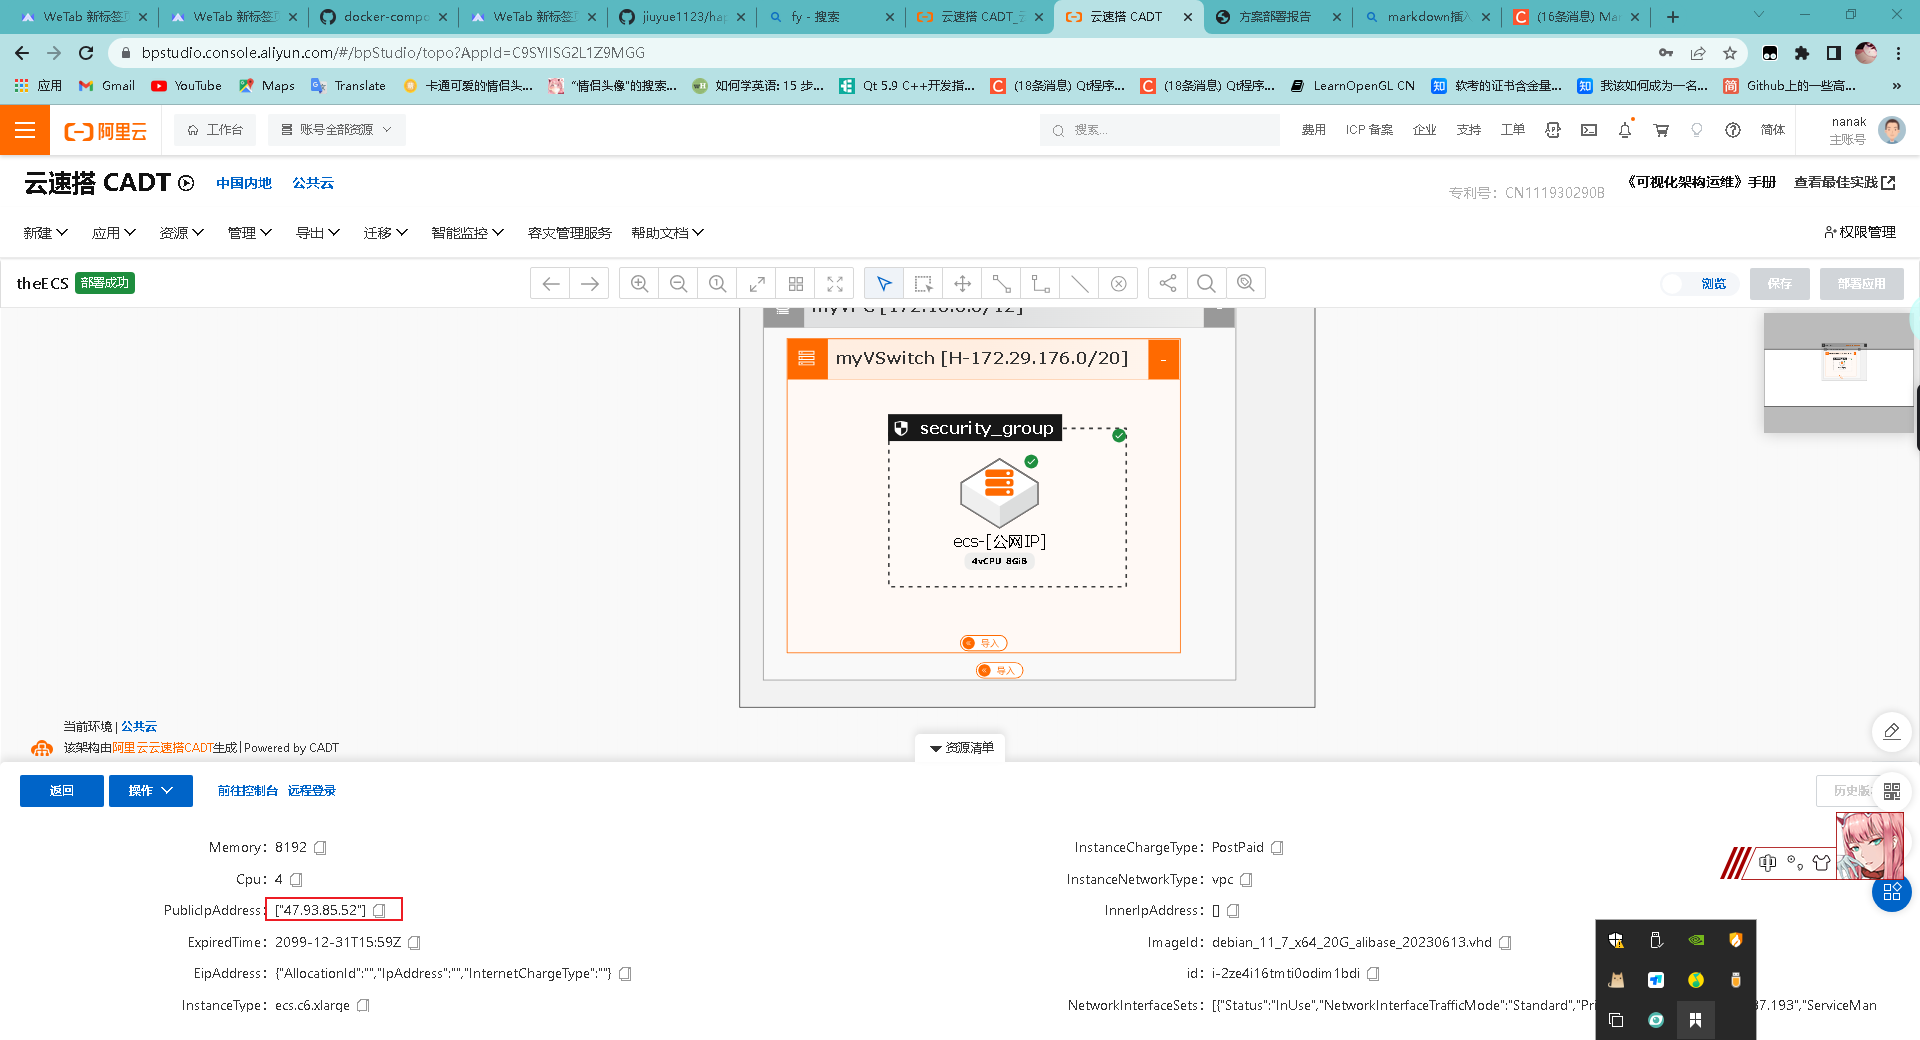 WeTab 新标签页
WeTab 新标签页
docker-compo
WeTab 新标签页
jiuyue1123/hap
fy - 搜索
云速搭 CADT_云
云速搭 CADT
方案部署报告
markdown插入
(16条消息) Mar
bpstudio.console.aliyun.com/#/bpStudio/topo?AppId=C9SYIISG2L1Z9MGG
应用
Gmail
YouTube
Maps
Translate
卡通可爱的情侣头...
"情侣头像"的搜索...
如何学英语: 15 步...
Qt 5.9 C++开发指...
(18条消息) Qt程序...
(18条消息) Qt程序...
LearnOpenGL CN
软考的证书含金量...
我该如何成为一名...
Github上的一些高...
阿里云
工作台
账号全部资源
搜索...
费用
ICP 备案
企业
支持
工单
简体
nanak
主账号
云速搭 CADT
中国内地
公共云
专利号：CN111930290B
《可视化架构运维》手册
查看最佳实践
新建
应用
资源
管理
导出
迁移
智能监控
容灾管理服务
帮助文档
权限管理
theECS
部署成功
浏览
保存
部署应用
myVPC [172.16.0.0/12]
myVSwitch [H-172.29.176.0/20]
security_group
ecs-[公网IP]
4vCPU 8GiB
导入
导入
当前环境 | 公共云
该架构由阿里云云速搭CADT生成 | Powered by CADT
资源清单
返回
操作
前往控制台
远程登录
历史版
Memory: 8192
InstanceChargeType: PostPaid
Cpu: 4
InstanceNetworkType: vpc
PublicIpAddress: ["47.93.85.52"]
InnerIpAddress: []
ExpiredTime: 2099-12-31T15:59Z
ImageId: debian_11_7_x64_20G_alibase_20230613.vhd
EipAddress: {"AllocationId":"","IpAddress":"","InternetChargeType":""}
id: i-2ze4i16tmti0odim1bdi
InstanceType: ecs.c6.xlarge
NetworkInterfaceSets: [{"Status":"InUse","NetworkInterfaceTrafficMode":"Standard","Pri 37.193","ServiceMan
中